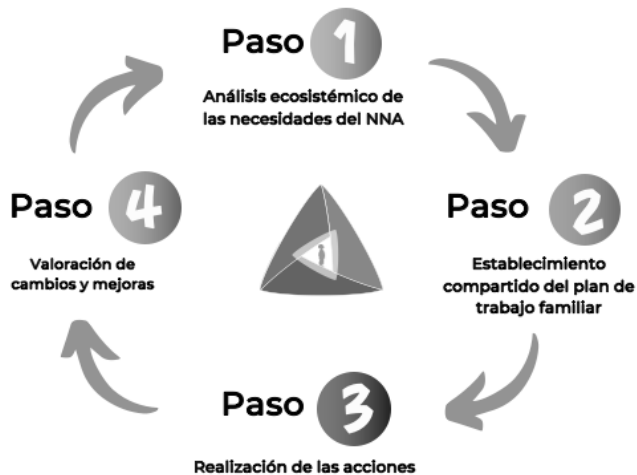 Paso 1
Análisis ecosistémico de
las necesidades del NNA
Paso 2
Establecimiento
compartido del plan de
trabajo familiar
Paso 3
Realización de las acciones
Paso 4
Valoración de
cambios y mejoras